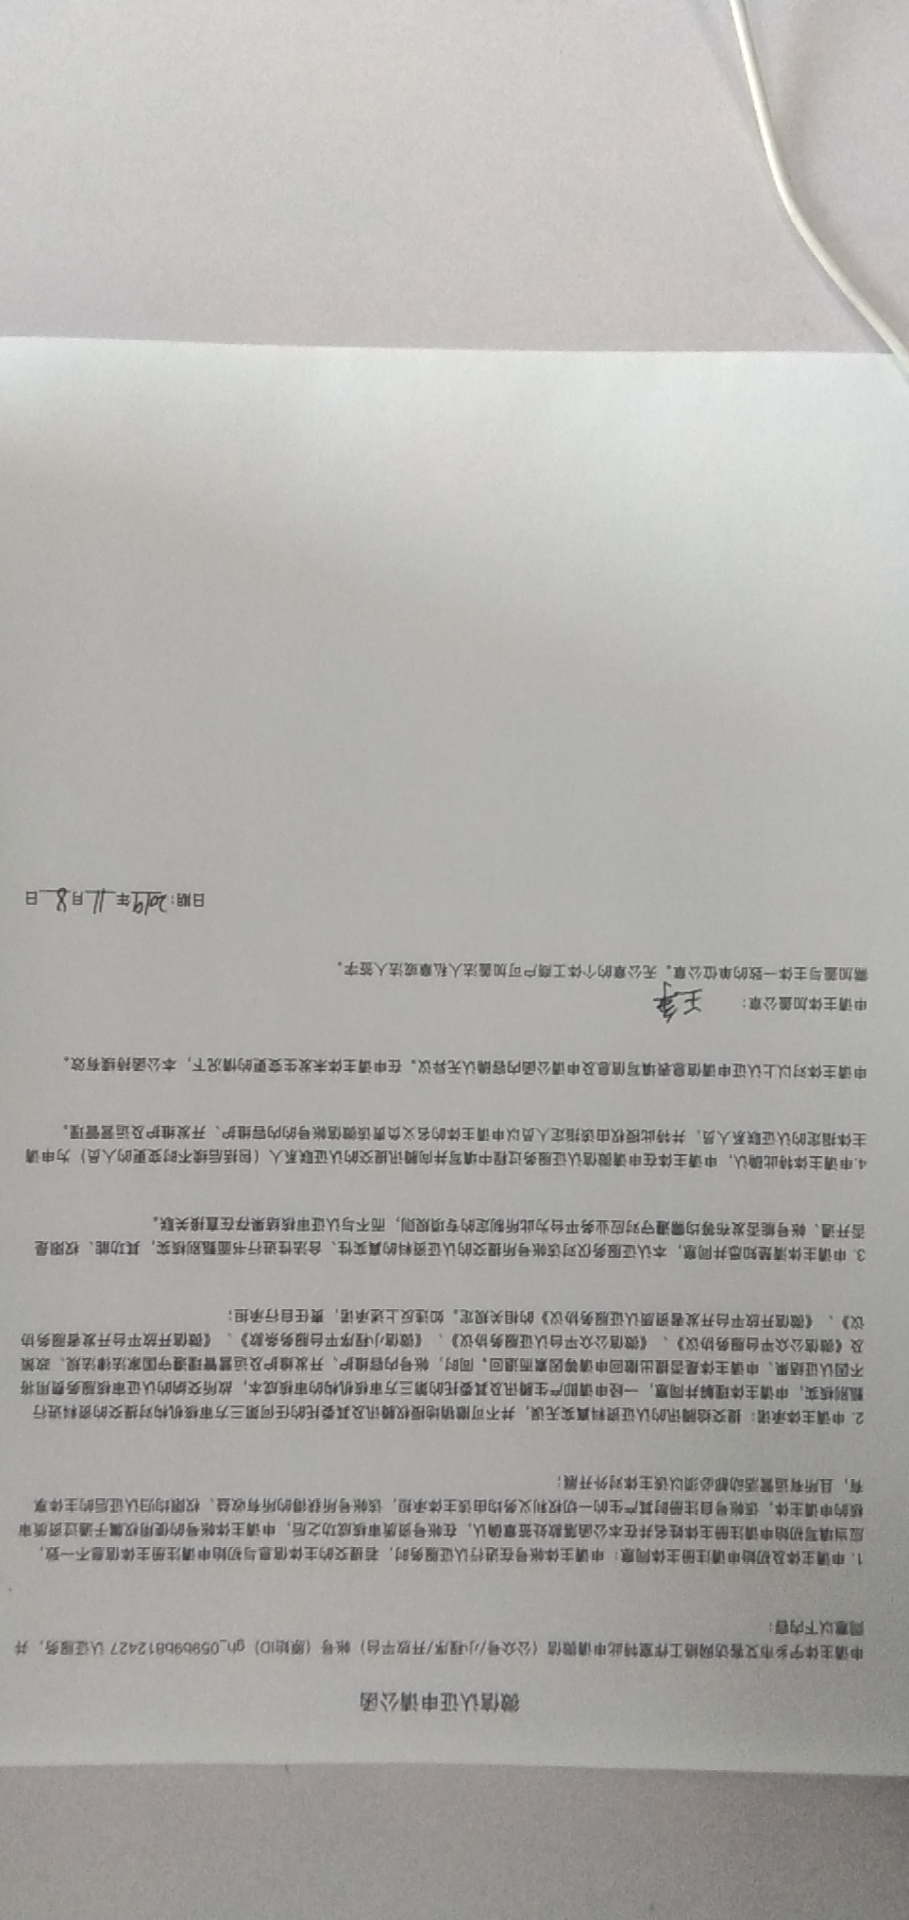 微信认证申请公函
申请主体宁乡市艾客访网络工作室特此申请微信（公众号/小程序/开放平台）帐号（原始ID）gh_059b9b812427 认证服务，并
同意以下内容：
1. 申请主体及初始申请注册主体同意：申请主体帐号在进行认证服务时，若提交的主体信息与初始申请注册主体信息不一致，
应当填写初始申请注册主体姓名并在本公函落款处签章确认，在帐号资质审核成功之后，申请主体帐号的使用权属于通过资质审
核的申请主体，该帐号自注册时其产生的一切权利义务均由该主体承担，该帐号所获得的所有收益、权限均归认证后的主体享
有，且所有运营活动都必须以该主体对外开展；
2. 申请主体承诺：提交给腾讯的认证资料真实无误，并不可撤销地授权腾讯及其委托的任何第三方审核机构对提交的资料进行
甄别核实，申请主体理解并同意，一经申请即产生腾讯及其委托的第三方审核机构的审核成本，故所交纳的认证审核服务费用将
不因认证结果、申请主体是否提出撤回申请等因素而退回，同时，帐号内容维护、开发维护及运营管理遵守国家法律法规、政策
及《微信公众平台服务协议》、《微信公众平台认证服务协议》、《微信小程序平台服务条款》、《微信开放平台开发者服务协
议》、《微信开放平台开发者资质认证服务协议》的相关规定。如违反上述承诺，责任自行承担；
3. 申请主体清楚知悉并同意，本认证服务仅对该帐号所提交的认证资料的真实性、合法性进行书面甄别核实，其功能、权限是
否开通、帐号能否发布等均需遵守对应业务平台为此所制定的专项规则，而不与认证审核结果存在直接关联。
4.申请主体特此确认，申请主体在申请微信认证服务过程中填写并向腾讯提交的认证联系人（包括后续不时变更的人员）为申请
主体指定的认证联系人员，并特此授权由该指定人员以申请主体的名义负责该微信帐号的内容维护、开发维护及运营管理。
申请主体对以上认证申请信息表填写信息及申请公函内容确认无异议。在申请主体未发生变更的情况下，本公函持续有效。
申请主体加盖公章： 王
需加盖与主体一致的单位公章。无公章的个体工商户可加盖法人私章或法人签字。
日期：2019年11月8日